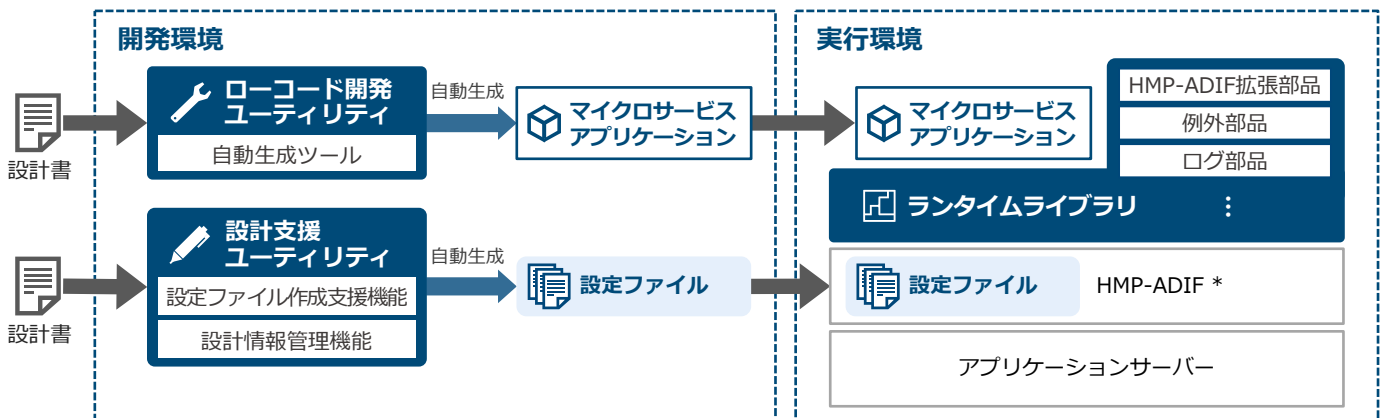 開発環境
設計書
ローコード開発
ユーティリティ
自動生成ツール
自動生成
マイクロサービス
アプリケーション
設計書
設計支援
ユーティリティ
設定ファイル作成支援機能
設計情報管理機能
自動生成
設定ファイル
実行環境
マイクロサービス
アプリケーション
HMP-ADIF拡張部品
例外部品
ログ部品
ランタイムライブラリ
⋮
設定ファイル
HMP-ADIF *
アプリケーションサーバー